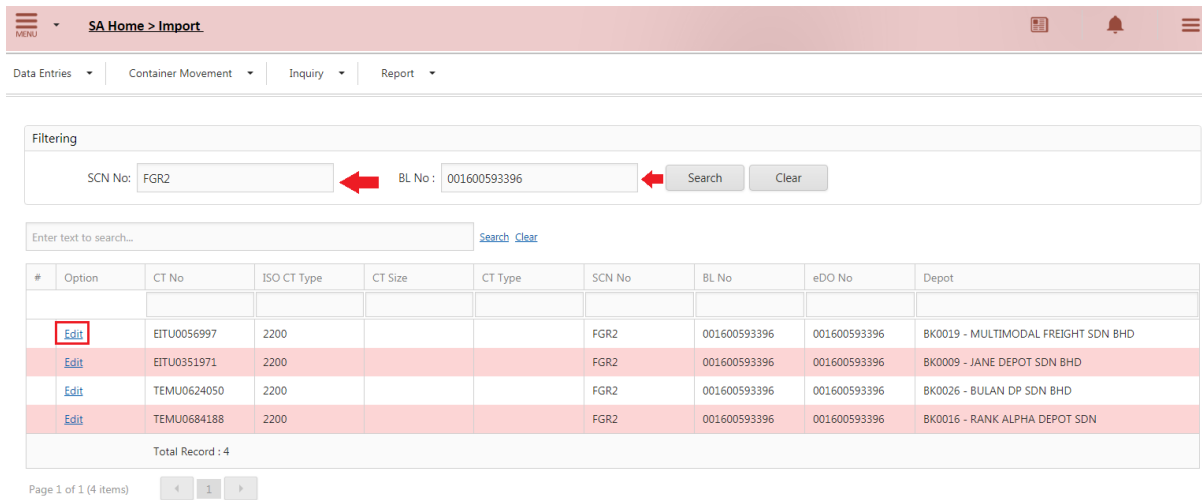 MENU SA Home > Import
Data Entries Container Movement Inquiry Report
Filtering
SCN No: FGR2 BL No : 001600593396 Search Clear
Enter text to search... Search Clear
# Option CT No ISO CT Type CT Size CT Type SCN No BL No eDO No Depot
Edit EITU0056997 2200 FGR2 001600593396 001600593396 BK0019 - MULTIMODAL FREIGHT SDN BHD
Edit EITU0351971 2200 FGR2 001600593396 001600593396 BK0009 - JANE DEPOT SDN BHD
Edit TEMU0624050 2200 FGR2 001600593396 001600593396 BK0026 - BULAN DP SDN BHD
Edit TEMU0684188 2200 FGR2 001600593396 001600593396 BK0016 - RANK ALPHA DEPOT SDN
Total Record : 4
Page 1 of 1 (4 items) 1